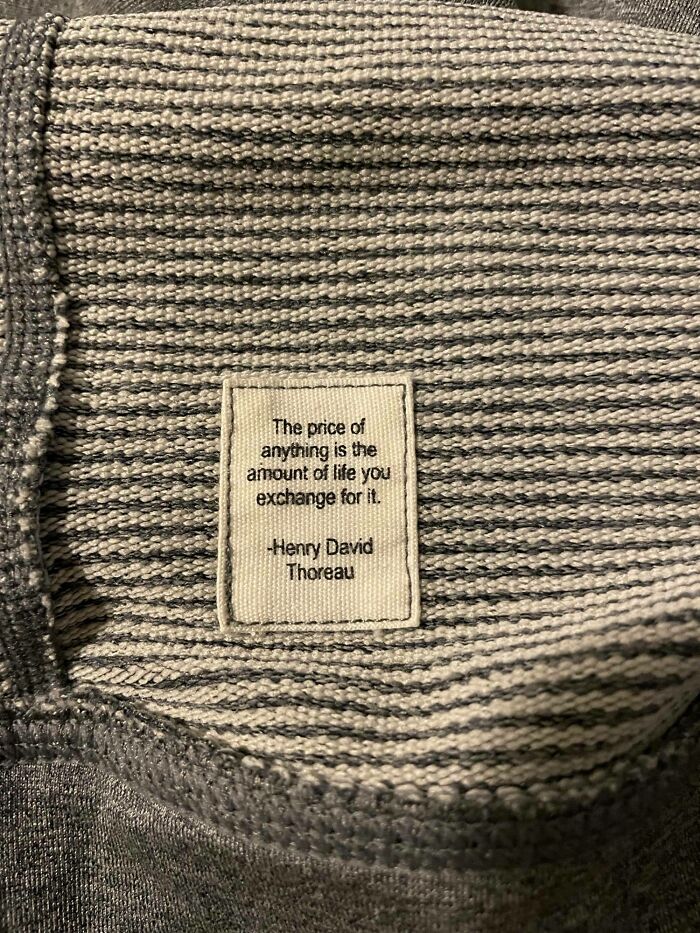 The price of
anything is the
amount of life you
exchange for it.
-Henry David
Thoreau